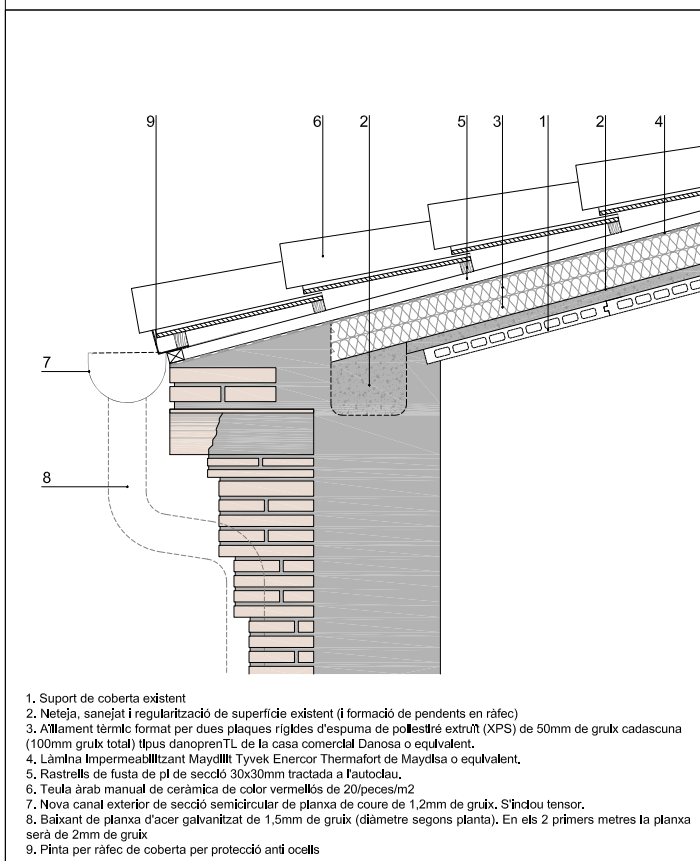 9 6 2 5 3 1 2 4
7
8
1. Suport de coberta existent
2. Neteja, sanejat i regularització de superfície existent (i formació de pendents en ràfec)
3. Aïllament tèrmic format per dues plaques rígides d'espuma de poliestiré extruït (XPS) de 50mm de gruix cadascuna
(100mm gruix total) tipus danoprenTL de la casa comercial Danosa o equivalent.
4. Làmina Impermeabilitzant Maydilit Tyvek Enercor Thermafort de Maydisa o equivalent.
5. Rastrells de fusta de pi de secció 30x30mm tractada a l'autoclau.
6. Teula àrab manual de ceràmica de color vermellós de 20/peces/m2
7. Nova canal exterior de secció semicircular de planxa de coure de 1,2mm de gruix. S'inclou tensor.
8. Baixant de planxa d'acer galvanitzat de 1,5mm de gruix (diàmetre segons planta). En els 2 primers metres la planxa
serà de 2mm de gruix
9. Pinta per ràfec de coberta per protecció anti ocells